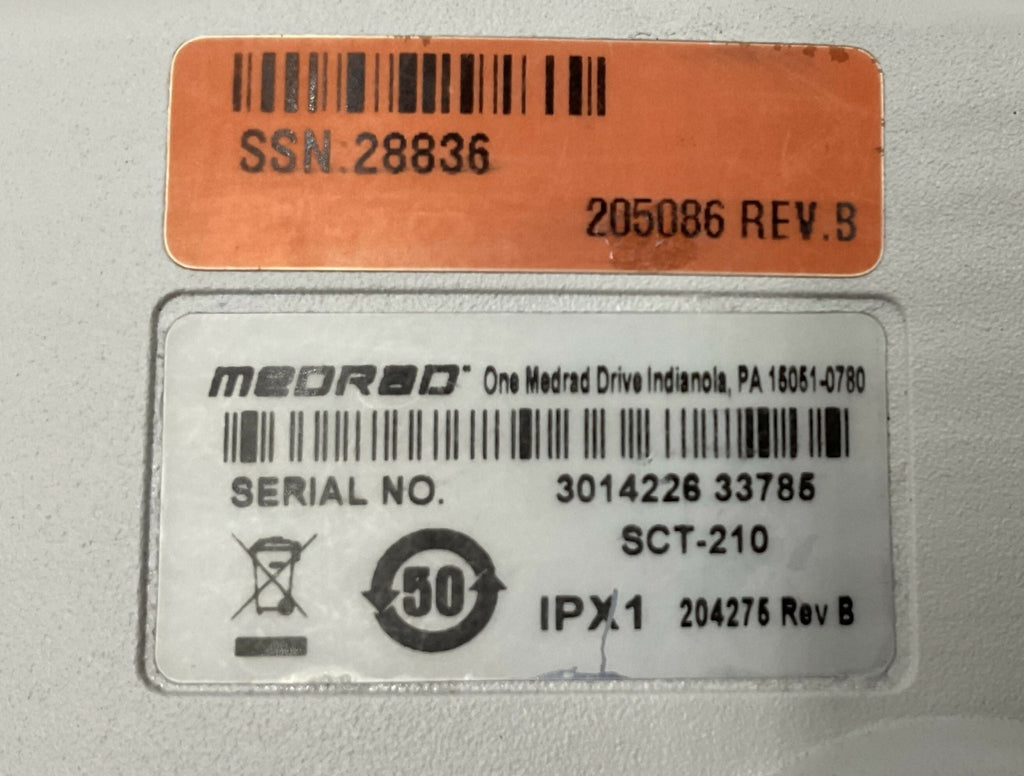 SSN.28836
205086 REV.B
MEDRAD™ One Medrad Drive Indianola, PA 15051-0780
SERIAL NO. 3014226 33785
SCT-210
50
IPX1 204275 Rev B